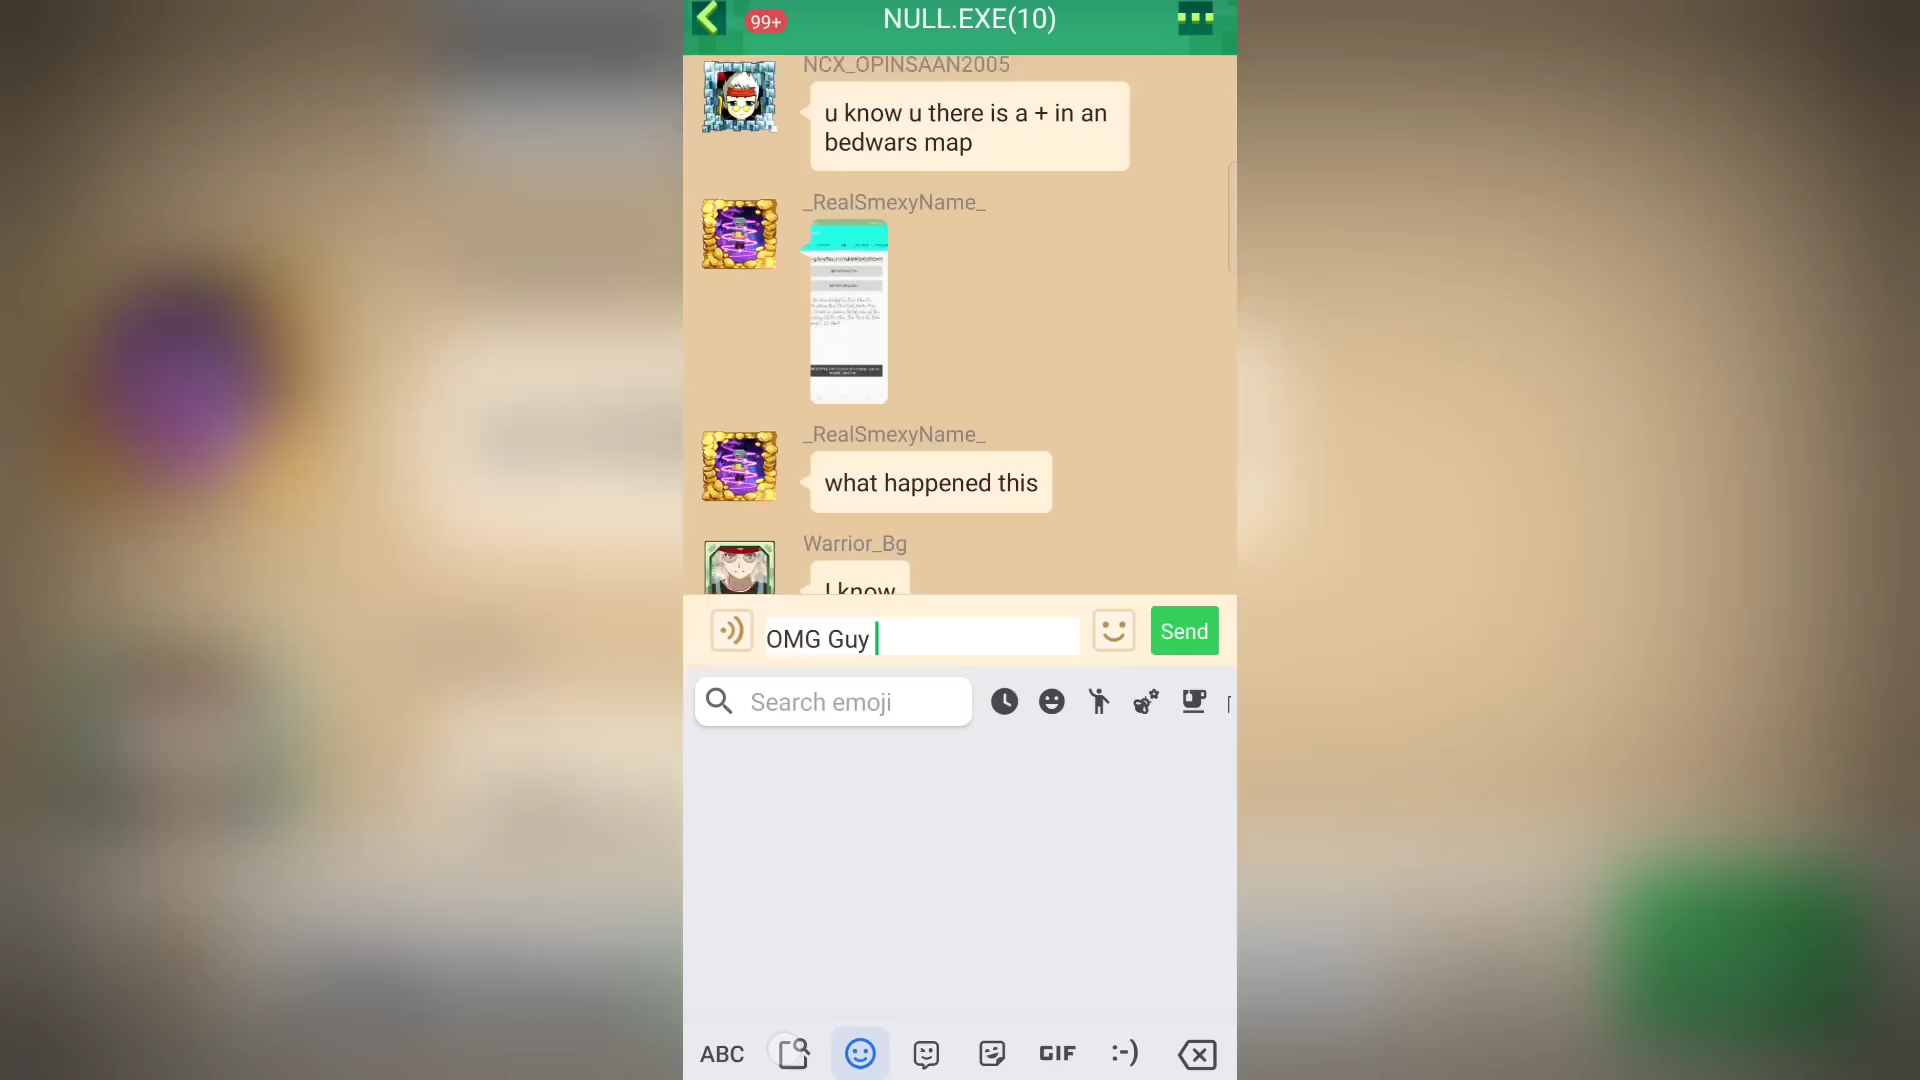 99+
NULL.EXE(10)
NCX_OPINSAAN2005
u know u there is a + in an
bedwars map
_RealSmexyName_
_RealSmexyName_
what happened this
Warrior_Bg
I know
OMG Guy
Send
Search emoji
ABC
GIF
:-)